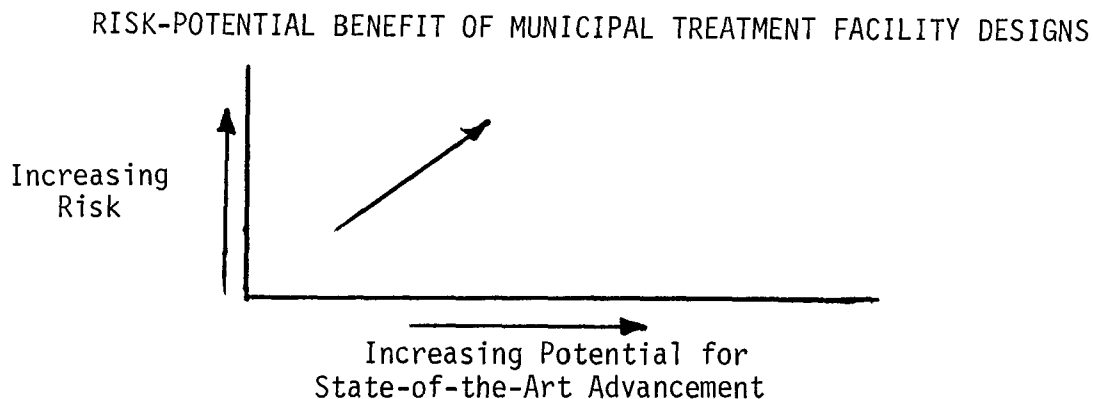 RISK-POTENTIAL BENEFIT OF MUNICIPAL TREATMENT FACILITY DESIGNS
Increasing
Risk
Increasing Potential for
State-of-the-Art Advancement